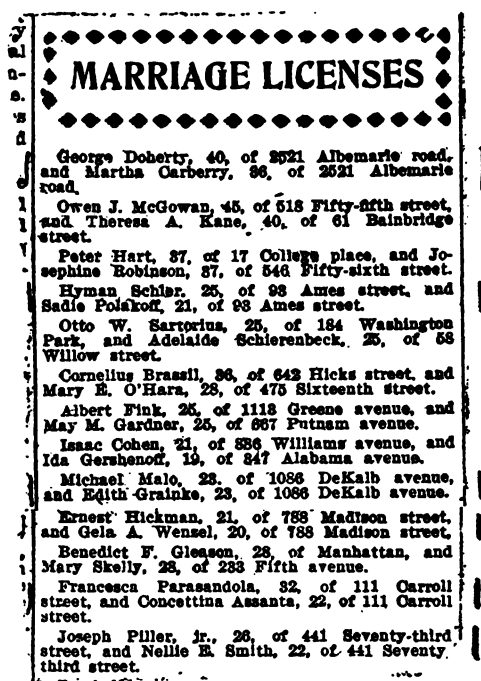 MARRIAGE LICENSES
George Doherty, 40, of 2521 Albemarle road,
and Martha Carberry, 36, of 2521 Albemarle
road.
Owen J. McGowan, 45, of 518 Fifty-fifth street,
and Theresa A. Kane, 40, of 61 Bainbridge
street.
Peter Hart, 37, of 17 College place, and Jo-
sephine Robinson, 37, of 546 Fifty-sixth street.
Hyman Schler, 25, of 93 Ames street, and
Sadie Polakoff, 21, of 93 Ames street.
Otto W. Sartorius, 25, of 184 Washington
Park, and Adelaide Schierenbeck, 25, of 58
Willow street.
Cornelius Brassil, 36, of 642 Hicks street, and
Mary E. O'Hara, 28, of 475 Sixteenth street.
Albert Fink, 25, of 1118 Greene avenue, and
May M. Gardner, 25, of 667 Putnam avenue.
Isaac Cohen, 21, of 886 Williams avenue, and
Ida Gershenoff, 19, of 847 Alabama avenue.
Michael Malo, 23, of 1086 DeKalb avenue,
and Edith Grainke, 23, of 1086 DeKalb avenue.
Ernest Hickman, 21, of 788 Madison street,
and Gela A. Wensel, 20, of 788 Madison street.
Benedict F. Gleason, 28, of Manhattan, and
Mary Skelly, 28, of 233 Fifth avenue.
Francesca Parasandola, 32, of 111 Carroll
street, and Concettina Assanta, 22, of 111 Carroll
street.
Joseph Piller, jr., 26, of 441 Seventy-third
street, and Nellie E. Smith, 22, of 441 Seventy
third street.